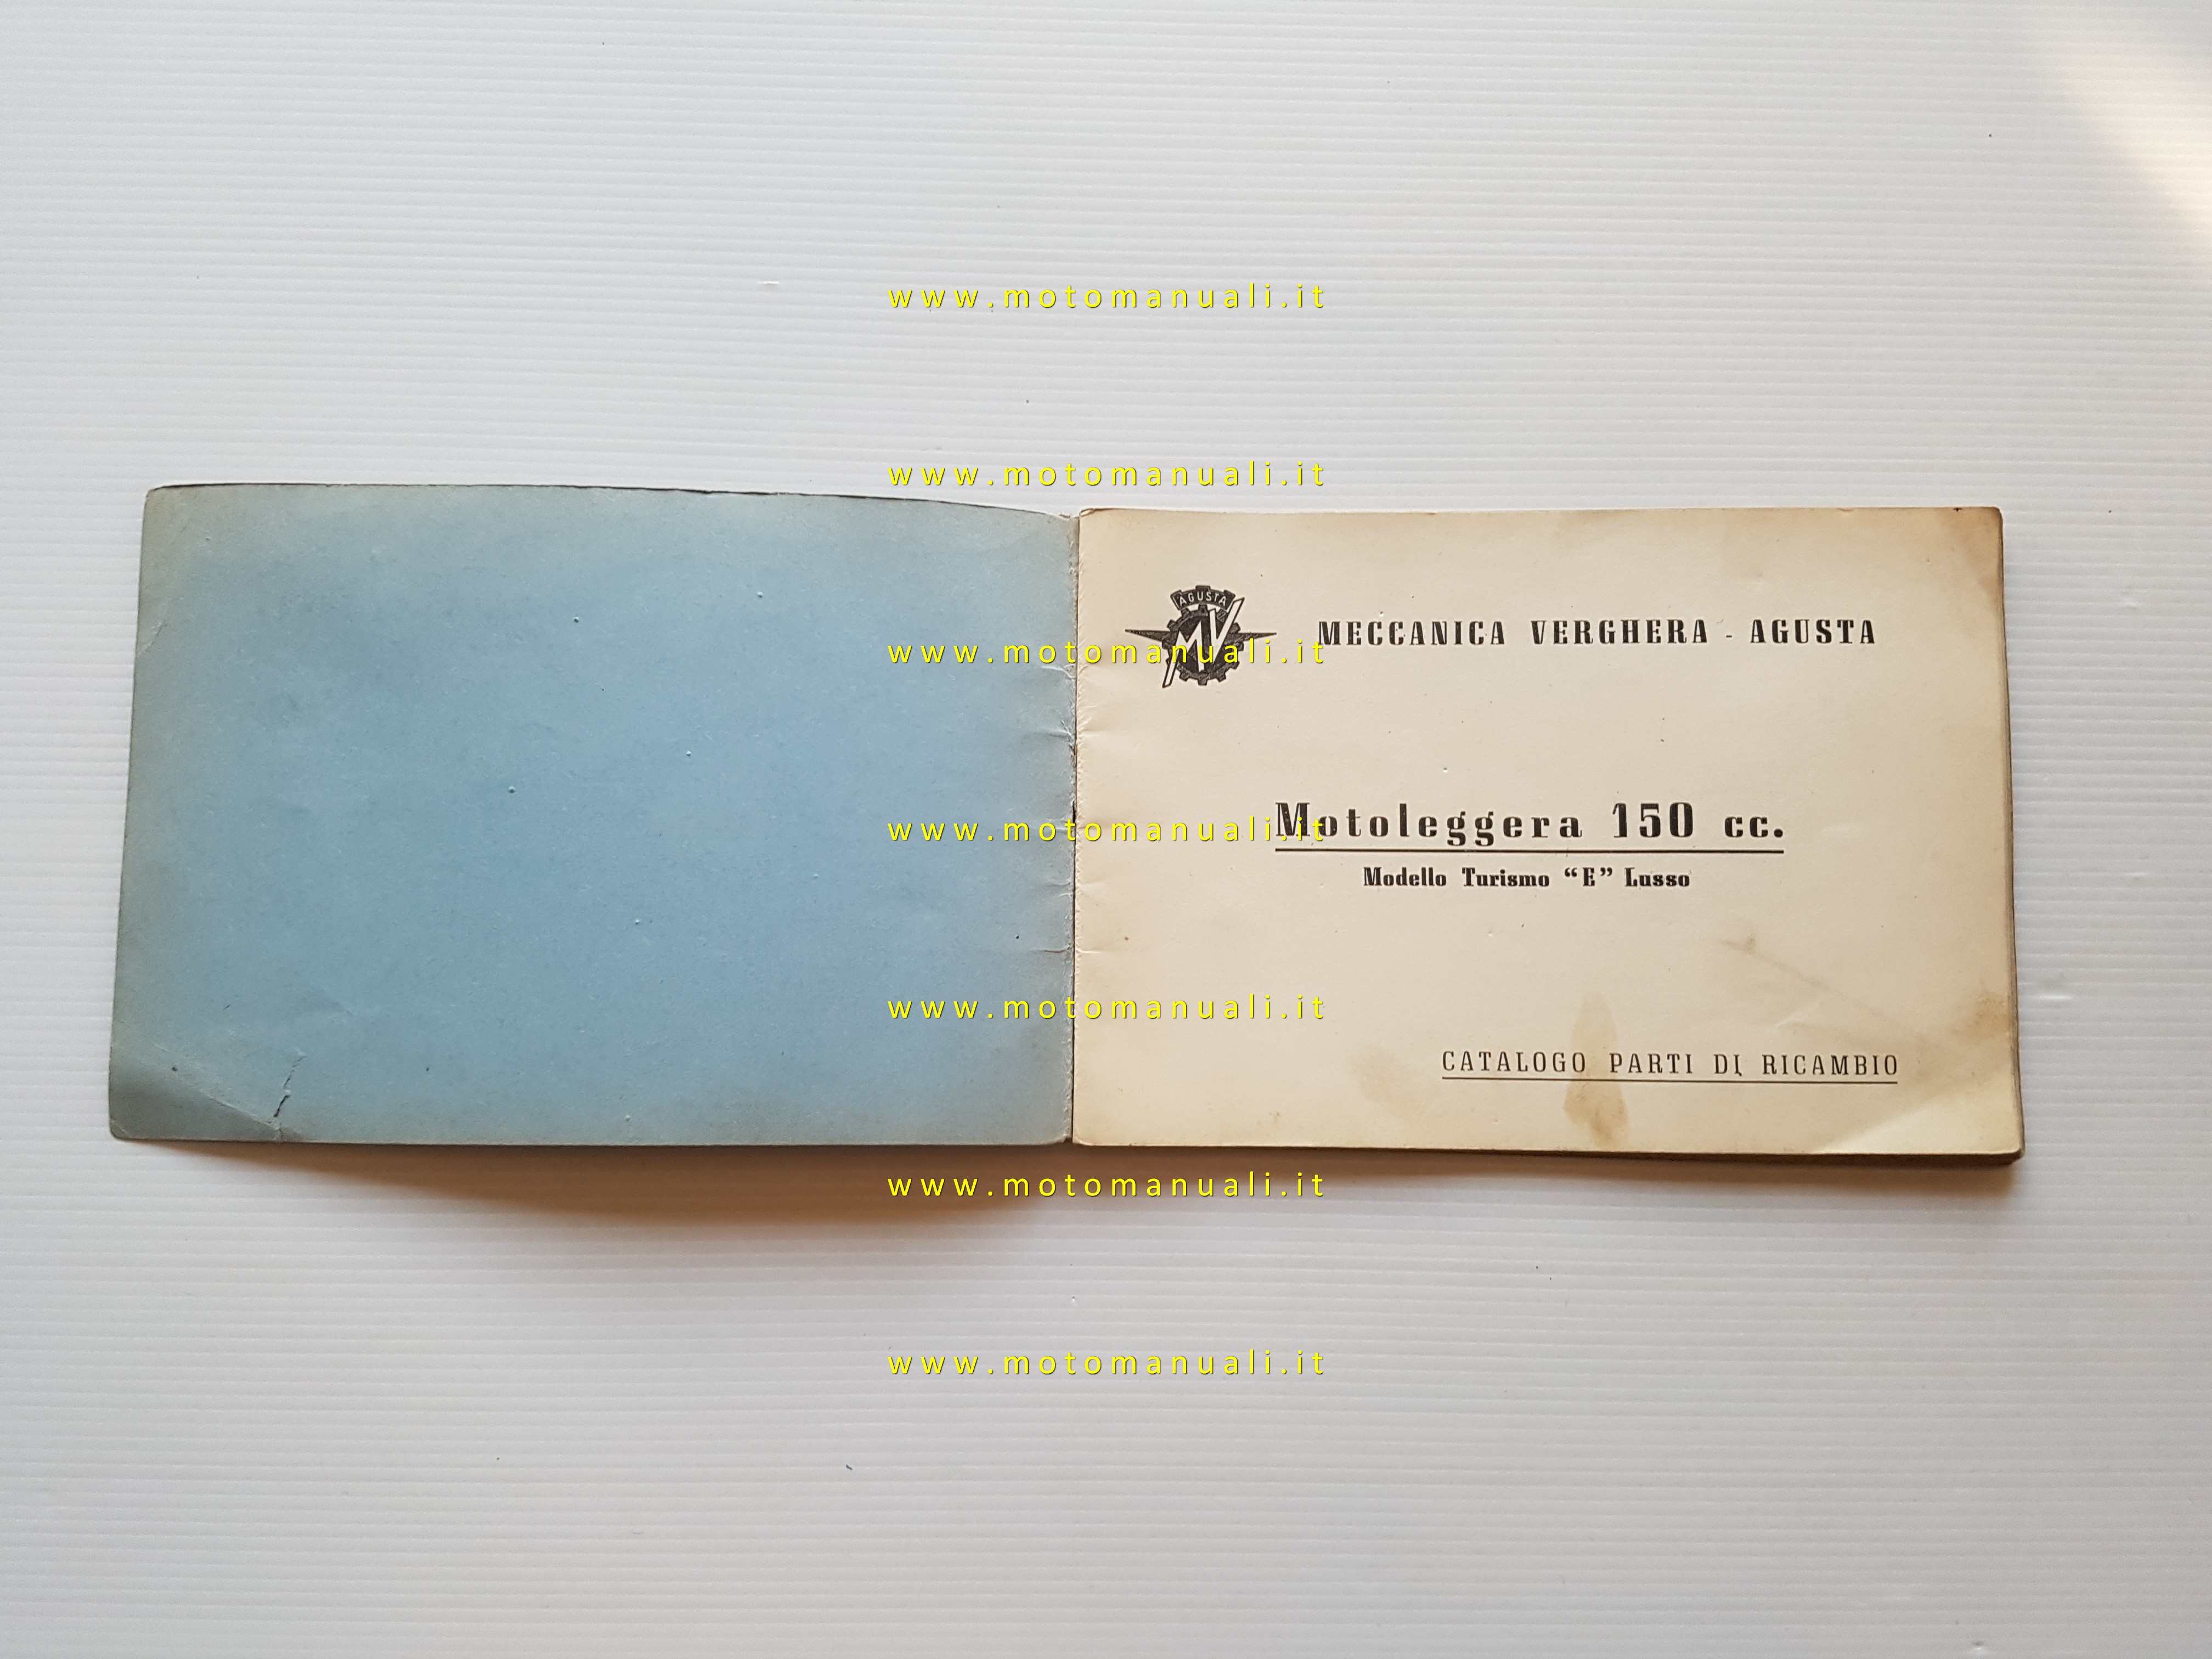 www.motomanuali.it
www.motomanuali.it
AGUSTA
MV
MECCANICA VERGHERA - AGUSTA
www.motomanuali.it
Motoleggera 150 cc.
www.motomanuali.it
Modello Turismo “E” Lusso
www.motomanuali.it
CATALOGO PARTI DI RICAMBIO
www.motomanuali.it
www.motomanuali.it